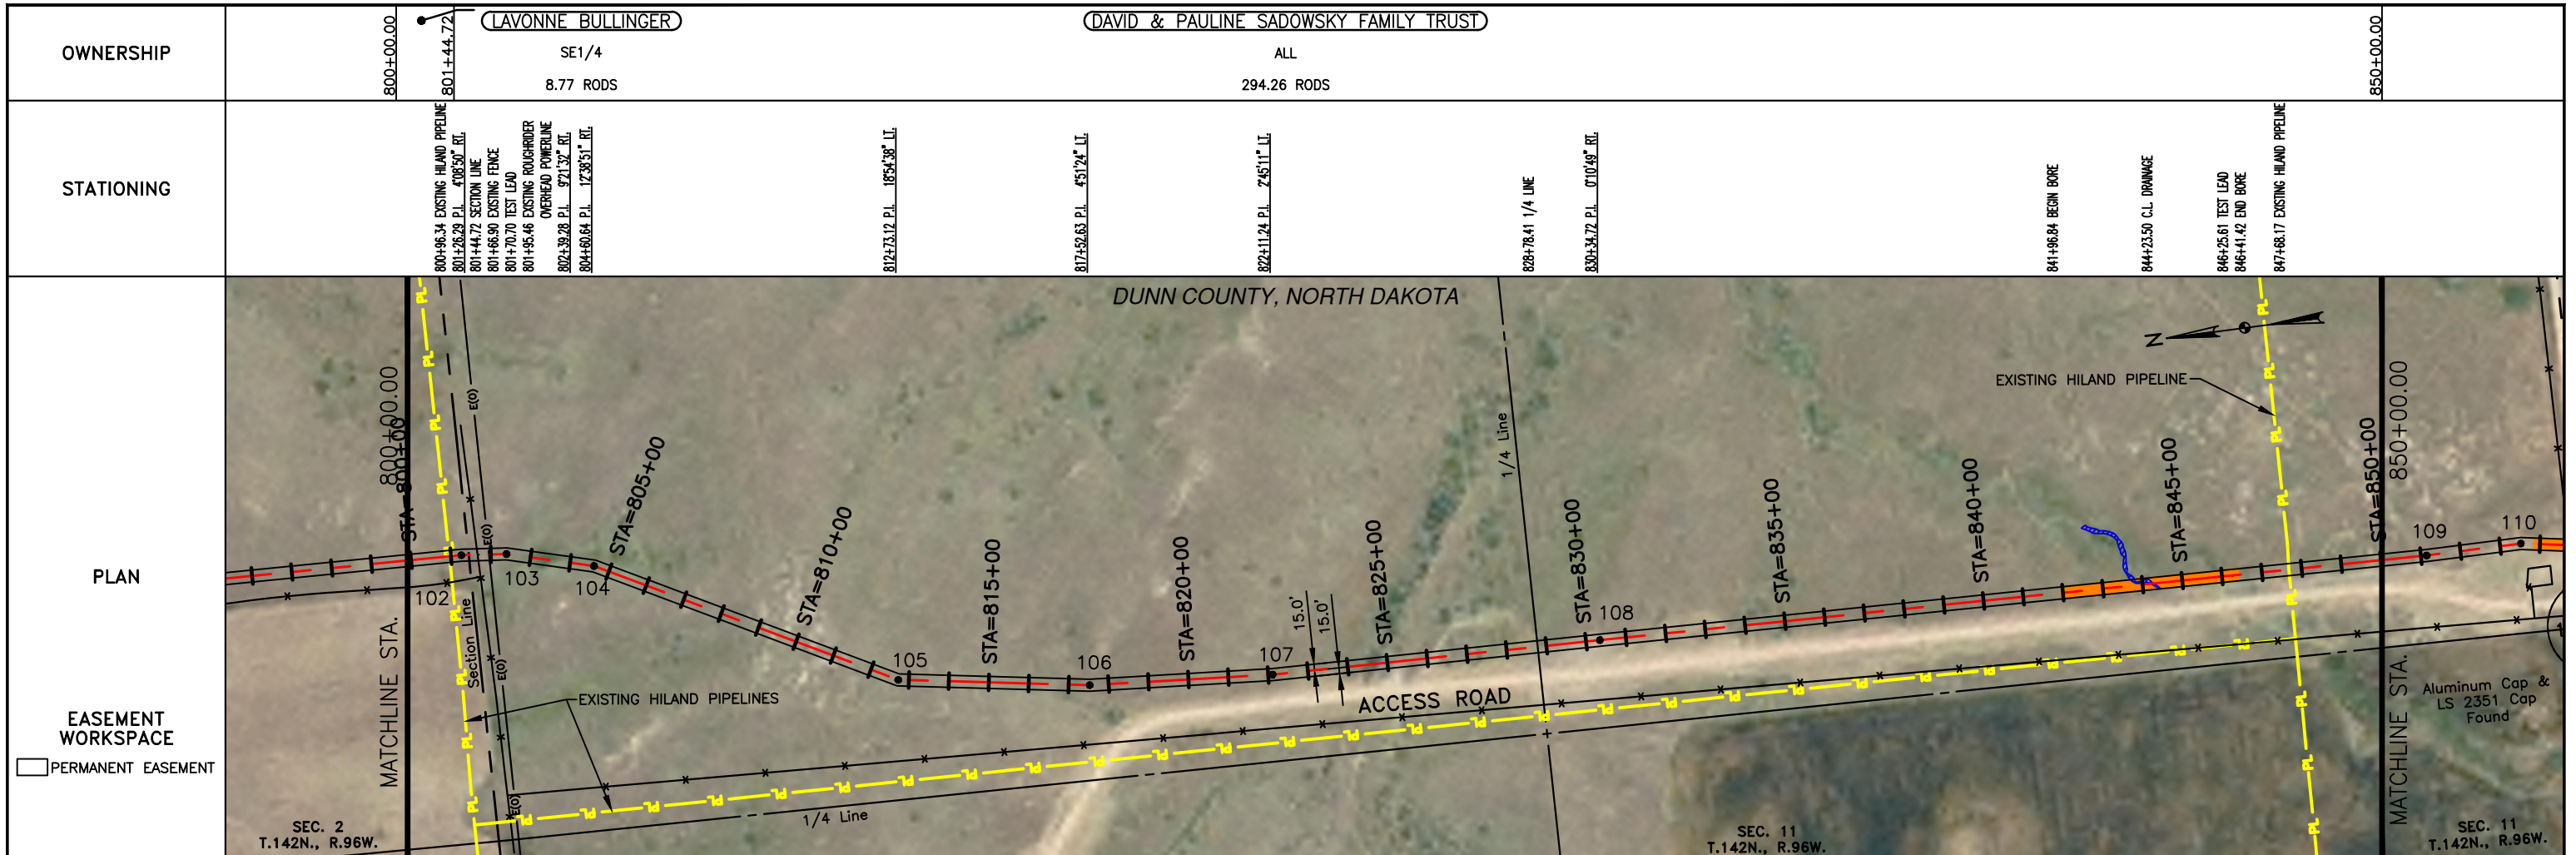 OWNERSHIP
800+00.00
801+44.72
LAVONNE BULLINGER
SE1/4
8.77 RODS
DAVID & PAULINE SADOWSKY FAMILY TRUST
ALL
294.26 RODS
850+00.00
STATIONING
800+96.34 EXISTING HILAND PIPELINE
801+26.29 P.I. 4°08'50" RT.
801+44.72 SECTION LINE
801+66.90 EXISTING FENCE
801+70.70 TEST LEAD
801+95.46 EXISTING ROUGHRIDER
OVERHEAD POWERLINE
802+39.28 P.I. 9°21'32" RT.
804+60.64 P.I. 12°38'51" RT.
812+73.12 P.I. 18°54'38" LT.
817+52.63 P.I. 4°51'24" LT.
822+11.24 P.I. 2°45'11" LT.
828+78.41 1/4 LINE
830+34.72 P.I. 0°10'49" RT.
841+96.84 BEGIN BORE
844+23.50 C.L. DRAINAGE
846+25.61 TEST LEAD
846+41.42 END BORE
847+68.17 EXISTING HILAND PIPELINE
PLAN
EASEMENT
WORKSPACE
PERMANENT EASEMENT
DUNN COUNTY, NORTH DAKOTA
N
EXISTING HILAND PIPELINE
MATCHLINE STA. 800+00.00
STA=800+00
STA=805+00
STA=810+00
STA=815+00
STA=820+00
STA=825+00
STA=830+00
STA=835+00
STA=840+00
STA=845+00
STA=850+00
MATCHLINE STA. 850+00.00
102
103
104
105
106
107
108
109
110
15.0'
15.0'
Section Line
E(O)
E(O)
E(O)
E(O)
PL
1/4 Line
EXISTING HILAND PIPELINES
ACCESS ROAD
1/4 Line
Aluminum Cap &
LS 2351 Cap
Found
SEC. 2
T.142N., R.96W.
SEC. 11
T.142N., R.96W.
SEC. 11
T.142N., R.96W.